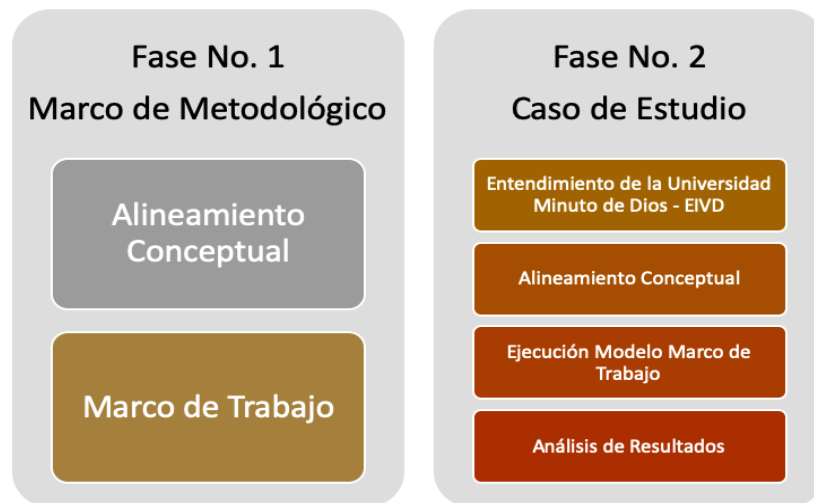 Fase No. 1
Marco de Metodológico
Alineamiento
Conceptual
Marco de Trabajo
Fase No. 2
Caso de Estudio
Entendimiento de la Universidad
Minuto de Dios - EIVD
Alineamiento Conceptual
Ejecución Modelo Marco de
Trabajo
Análisis de Resultados